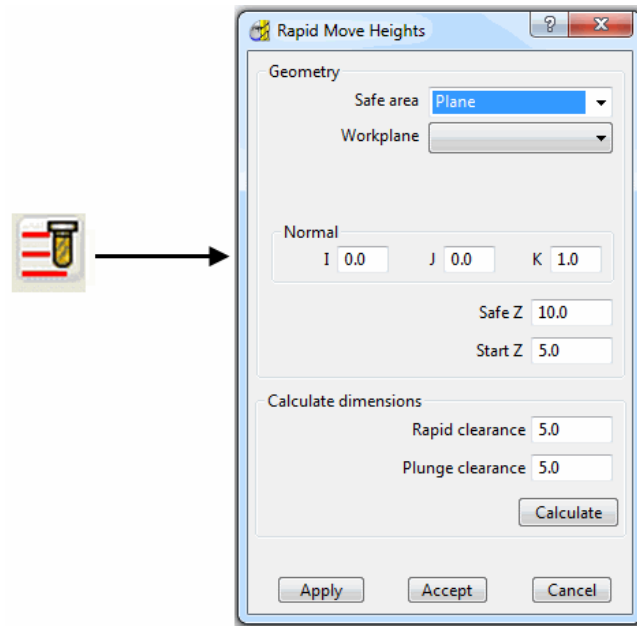 Rapid Move Heights
Geometry
Safe area Plane
Workplane
Normal
I 0.0 J 0.0 K 1.0
Safe Z 10.0
Start Z 5.0
Calculate dimensions
Rapid clearance 5.0
Plunge clearance 5.0
Calculate
Apply Accept Cancel